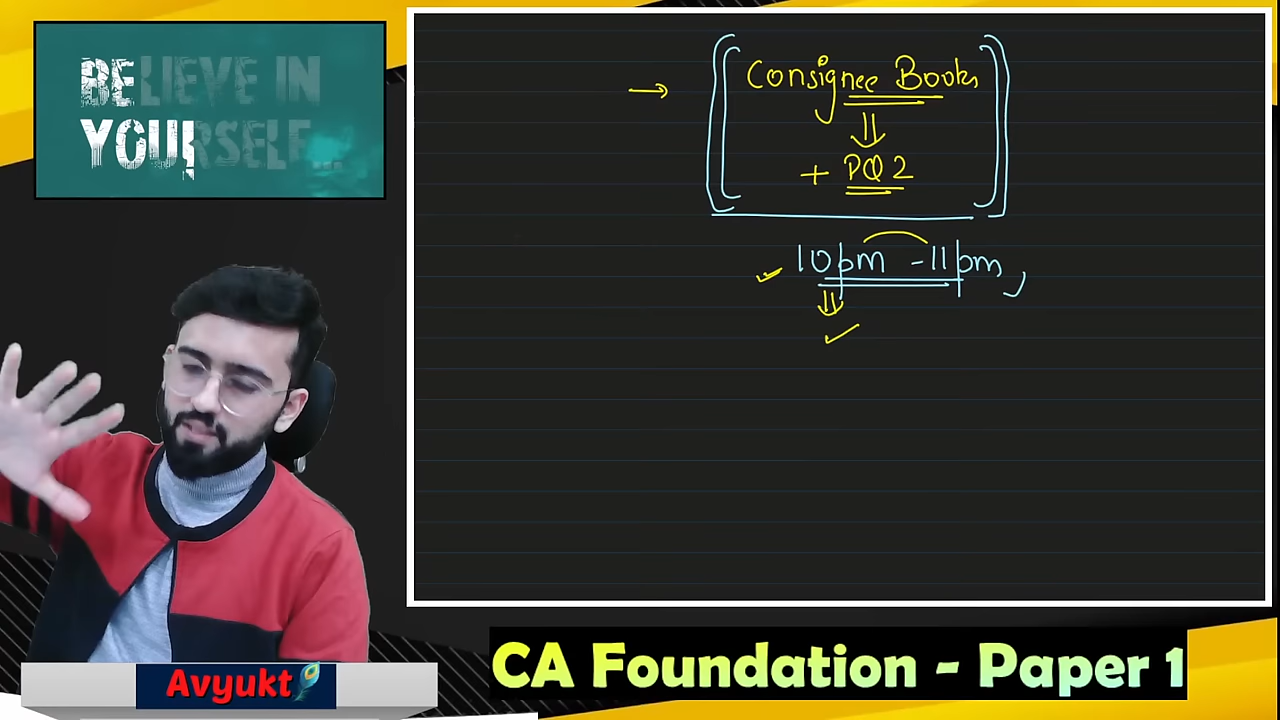 BELIEVE IN
YOURSELF...
Consignee Books
+ PQ 2
10pm - 11pm,
Avyukt
CA Foundation - Paper 1